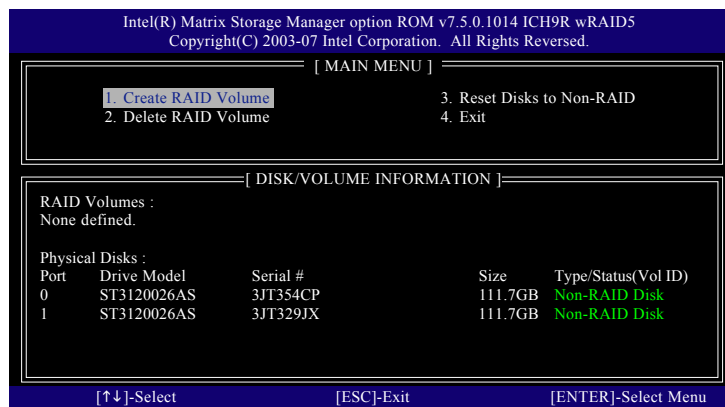 Intel(R) Matrix Storage Manager option ROM v7.5.0.1014 ICH9R wRAID5
Copyright(C) 2003-07 Intel Corporation. All Rights Reversed.
[ MAIN MENU ]
1. Create RAID Volume 3. Reset Disks to Non-RAID
2. Delete RAID Volume 4. Exit
[ DISK/VOLUME INFORMATION ]
RAID Volumes :
None defined.
Physical Disks :
Port Drive Model Serial # Size Type/Status(Vol ID)
0 ST3120026AS 3JT354CP 111.7GB Non-RAID Disk
1 ST3120026AS 3JT329JX 111.7GB Non-RAID Disk
[↑↓]-Select [ESC]-Exit [ENTER]-Select Menu